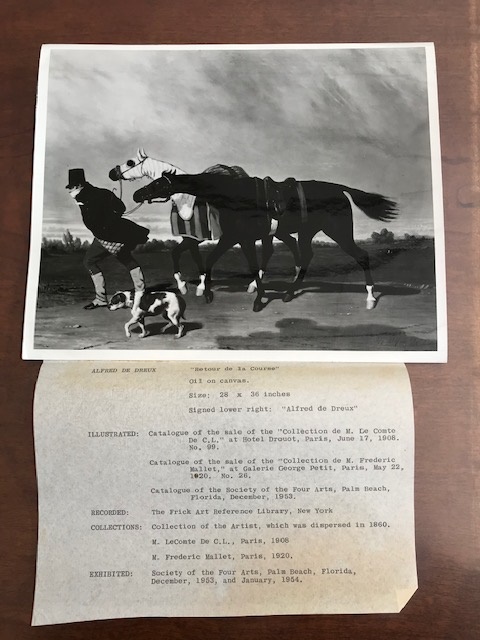 ALFRED DE DREUX "Retour de la Course"
Oil on canvas.
Size: 28 x 36 inches
Signed lower right: "Alfred de Dreux"
ILLUSTRATED: Catalogue of the sale of the "Collection de M. Le Comte
De C.L," at Hotel Drouot, Paris, June 17, 1908.
No. 99.
Catalogue of the sale of the "Collection de M. Frederic
Mallet," at Galerie George Petit, Paris, May 22,
1920. No. 26.
Catalogue of the Society of the Four Arts, Palm Beach,
Florida, December, 1953.
RECORDED: The Frick Art Reference Library, New York
COLLECTIONS: Collection of the Artist, which was dispersed in 1860.
M. LeComte De C.L., Paris, 1908
M. Frederic Mallet, Paris, 1920.
EXHIBITED: Society of the Four Arts, Palm Beach, Florida,
December, 1953, and January, 1954.